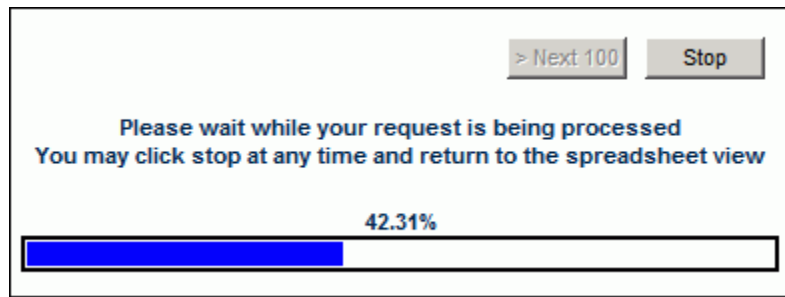 > Next 100 Stop
Please wait while your request is being processed
You may click stop at any time and return to the spreadsheet view
42.31%